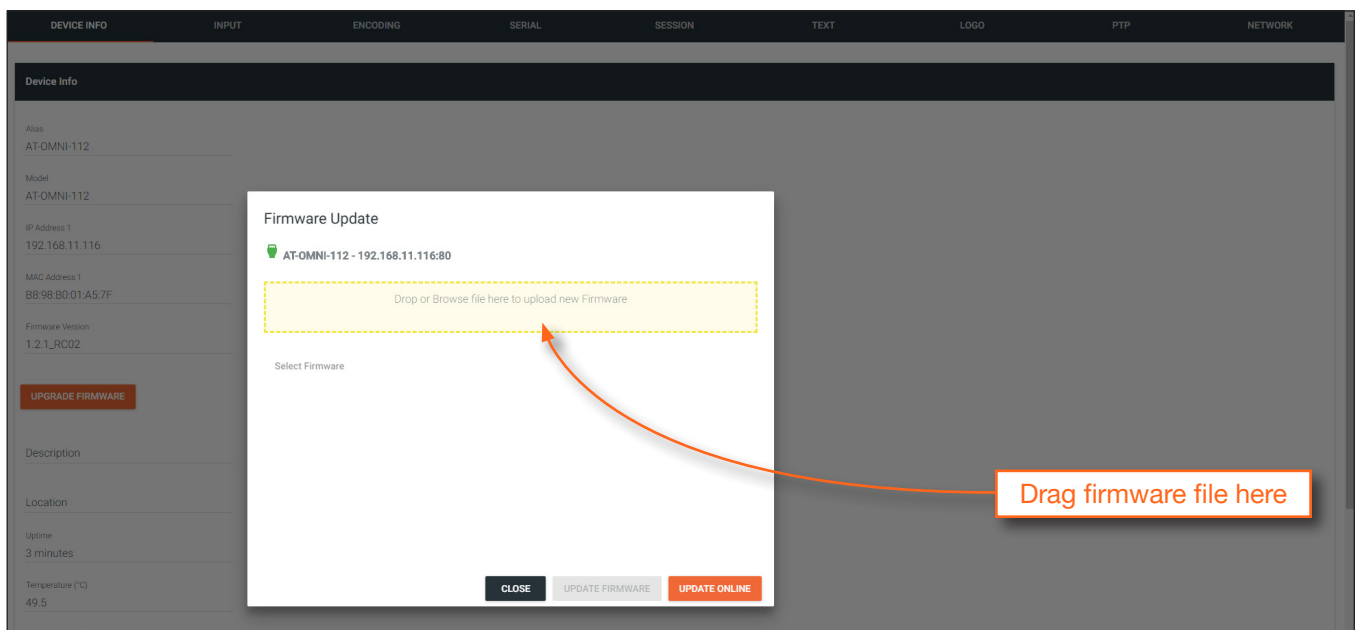 DEVICE INFO INPUT ENCODING SERIAL SESSION TEXT LOGO PTP NETWORK
Device Info
Alias
AT-OMNI-112
Model
AT-OMNI-112
IP Address 1
192.168.11.116
MAC Address 1
B8:98:B0:01:A5:7F
Firmware Version
1.2.1_RC02
UPGRADE FIRMWARE
Description
Location
Uptime
3 minutes
Temperature (°C)
49.5
Firmware Update
AT-OMNI-112 - 192.168.11.116:80
Drop or Browse file here to upload new Firmware
Select Firmware
CLOSE UPDATE FIRMWARE UPDATE ONLINE
Drag firmware file here